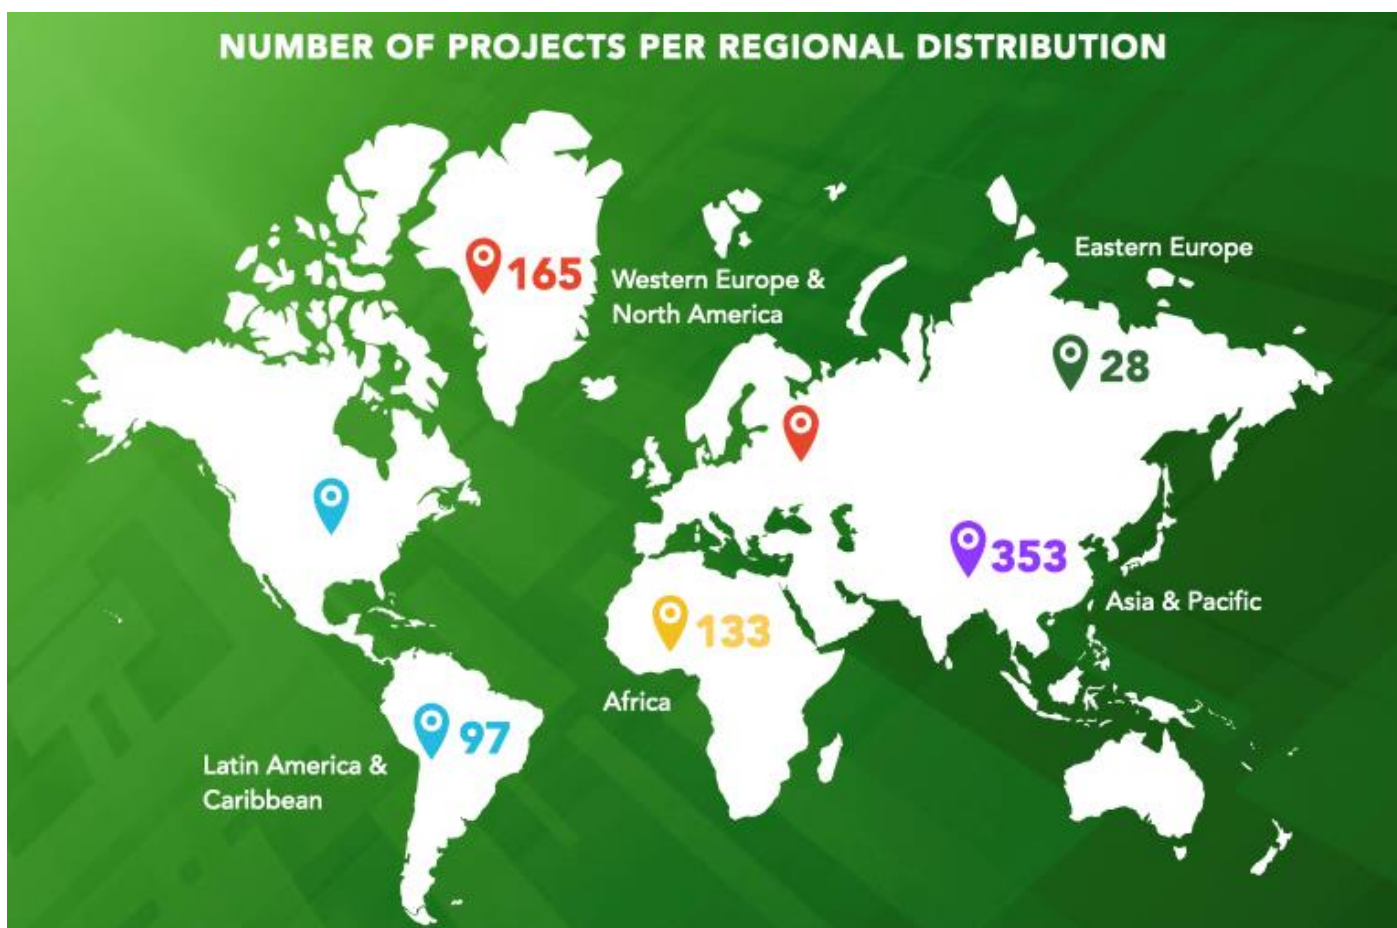 NUMBER OF PROJECTS PER REGIONAL DISTRIBUTION
Eastern Europe
165
Western Europe &
North America
28
353
Asia & Pacific
133
Africa
97
Latin America &
Caribbean